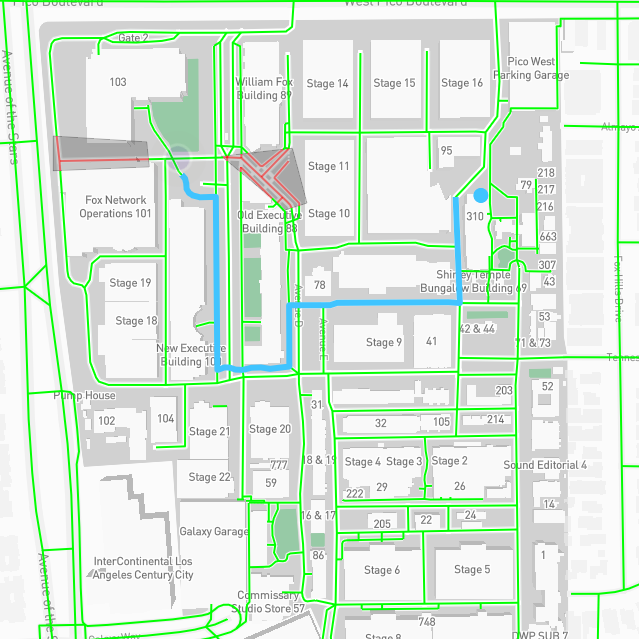 Pico Boulevard
West Pico Boulevard
Gate 2
Avenue of the Stars
103
William Fox
Building 89
Stage 14
Stage 15
Stage 16
Pico West
Parking Garage
Almayo
95
Stage 11
218
79
217
216
Fox Network
Operations 101
Stage 10
Old Executive
Building 88
310
663
Stage 19
78
Shirley Temple
Bungalow Building 69
307
43
Fox Hills Drive
Avenue D
Stage 18
Avenue E
42 & 44
53
71 & 73
Stage 9
41
New Executive
Building 100
Tennes
Pump House
52
203
31
102
104
32
105
214
Stage 21
Stage 20
18 & 19
Stage 4
Stage 3
Stage 2
Sound Editorial 4
777
Stage 22
59
29
26
222
14
16 & 17
205
22
24
Galaxy Garage
86
InterContinental Los
Angeles Century City
Stage 6
Stage 5
1
Avenue of the
Commissary
Studio Store 57
748
Galaxy Way
Stage 8
DWP SUB 7